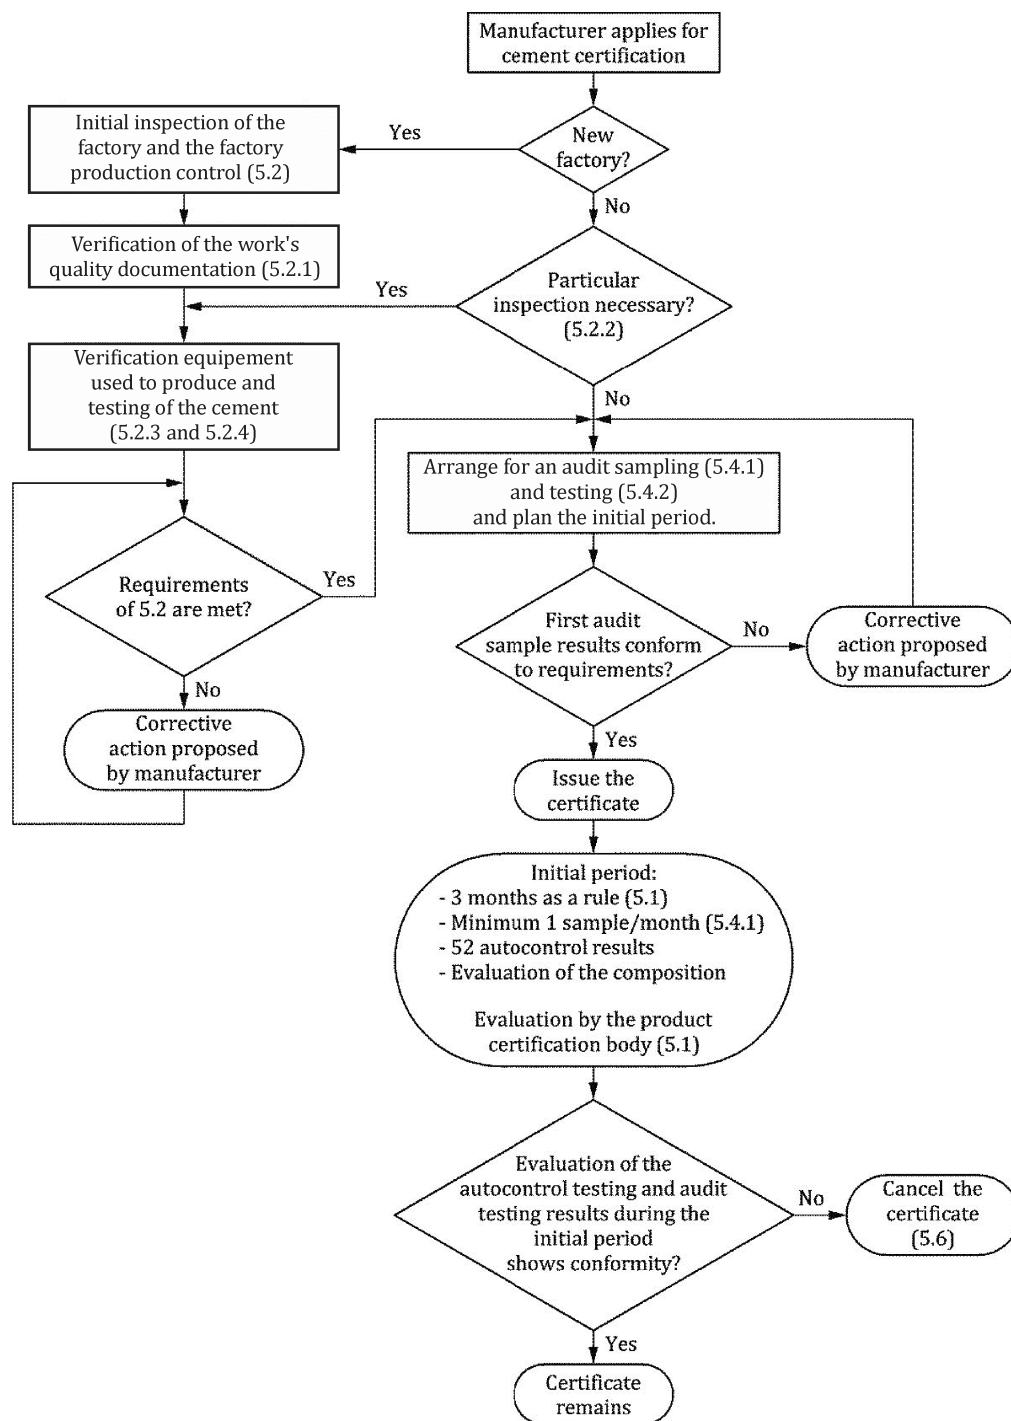 Manufacturer applies for
cement certification
New
factory?
Yes
No
Initial inspection of the
factory and the factory
production control (5.2)
Verification of the work's
quality documentation (5.2.1)
Particular
inspection necessary?
(5.2.2)
Yes
No
Verification equipement
used to produce and
testing of the cement
(5.2.3 and 5.2.4)
Requirements
of 5.2 are met?
Yes
No
Corrective
action proposed
by manufacturer
Arrange for an audit sampling (5.4.1)
and testing (5.4.2)
and plan the initial period.
First audit
sample results conform
to requirements?
No
Corrective
action proposed
by manufacturer
Yes
Issue the
certificate
Initial period:
- 3 months as a rule (5.1)
- Minimum 1 sample/month (5.4.1)
- 52 autocontrol results
- Evaluation of the composition
Evaluation by the product
certification body (5.1)
Evaluation of the
autocontrol testing and audit
testing results during the
initial period
shows conformity?
No
Cancel the
certificate
(5.6)
Yes
Certificate
remains